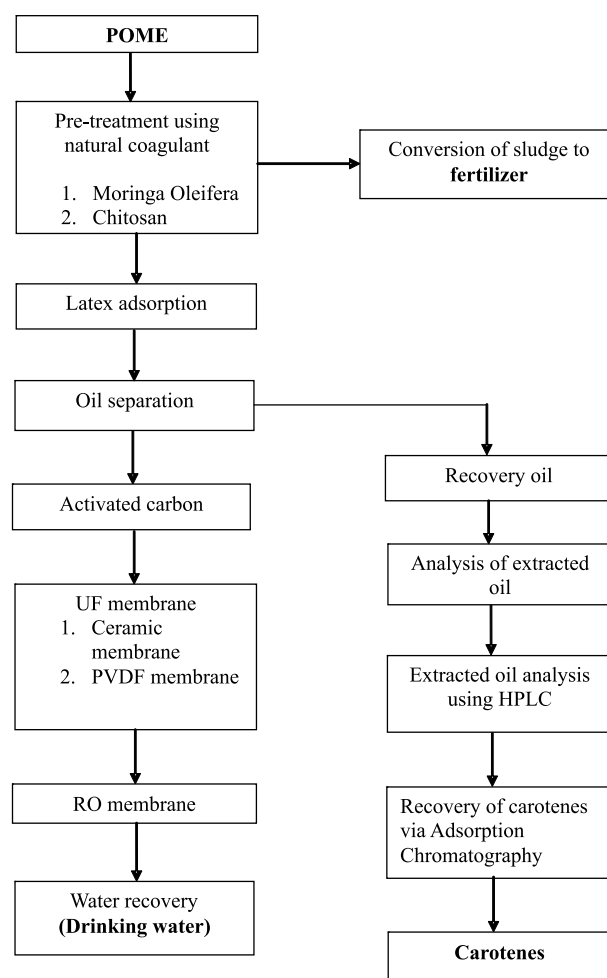 POME
Pre-treatment using
natural coagulant
1. Moringa Oleifera
2. Chitosan
Conversion of sludge to
fertilizer
Latex adsorption
Oil separation
Activated carbon
UF membrane
1. Ceramic
membrane
2. PVDF membrane
RO membrane
Water recovery
(Drinking water)
Recovery oil
Analysis of extracted
oil
Extracted oil analysis
using HPLC
Recovery of carotenes
via Adsorption
Chromatography
Carotenes